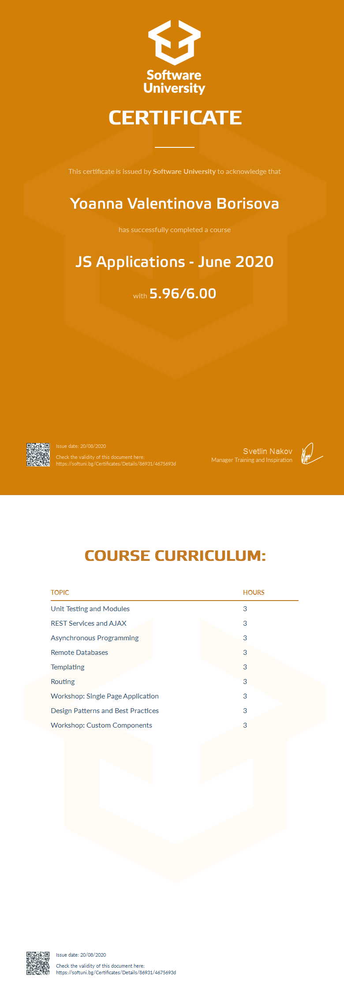 Software
University
CERTIFICATE
This certificate is issued by Software University to acknowledge that
Yoanna Valentinova Borisova
has successfully completed a course
JS Applications - June 2020
with 5.96/6.00
Issue date: 20/08/2020
Check the validity of this document here:
https://softuni.bg/Certificates/Details/86931/4675693d
Svetlin Nakov
Manager Training and Inspiration
COURSE CURRICULUM:
TOPIC HOURS
Unit Testing and Modules 3
REST Services and AJAX 3
Asynchronous Programming 3
Remote Databases 3
Templating 3
Routing 3
Workshop: Single Page Application 3
Design Patterns and Best Practices 3
Workshop: Custom Components 3
Issue date: 20/08/2020
Check the validity of this document here:
https://softuni.bg/Certificates/Details/86931/4675693d